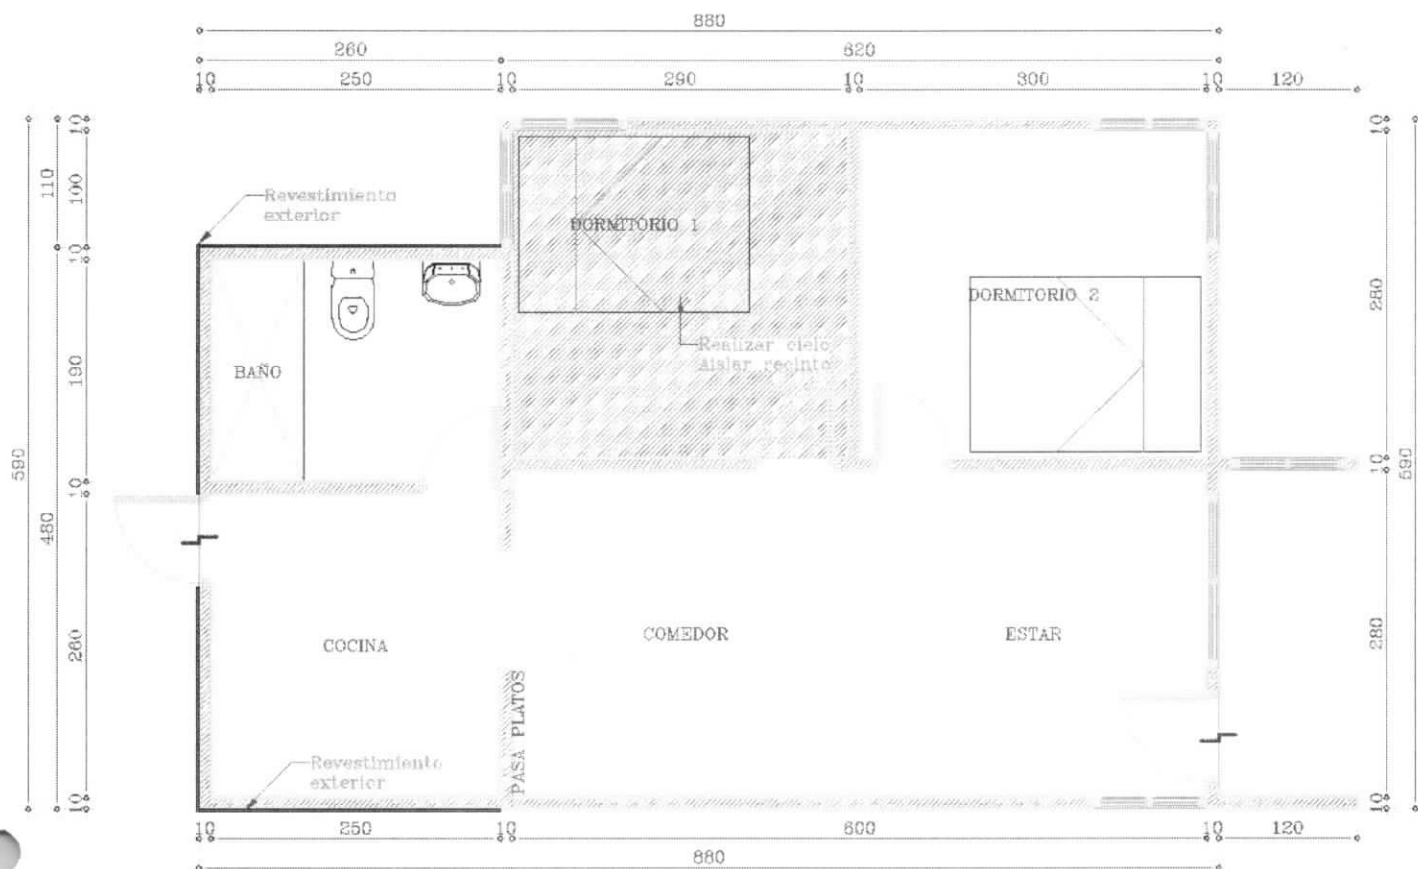 880
260 620
10 250 10 290 10 300 10 120
10
110
100
10
190
10
480
590
260
10
10
280
10
280
10
590
Revestimiento
exterior
DORMITORIO 1
DORMITORIO 2
Realizar cielo
Aislar recinto
BAÑO
COCINA
COMEDOR
ESTAR
PASA PLATOS
Revestimiento
exterior
10 250 10 600 10 120
880